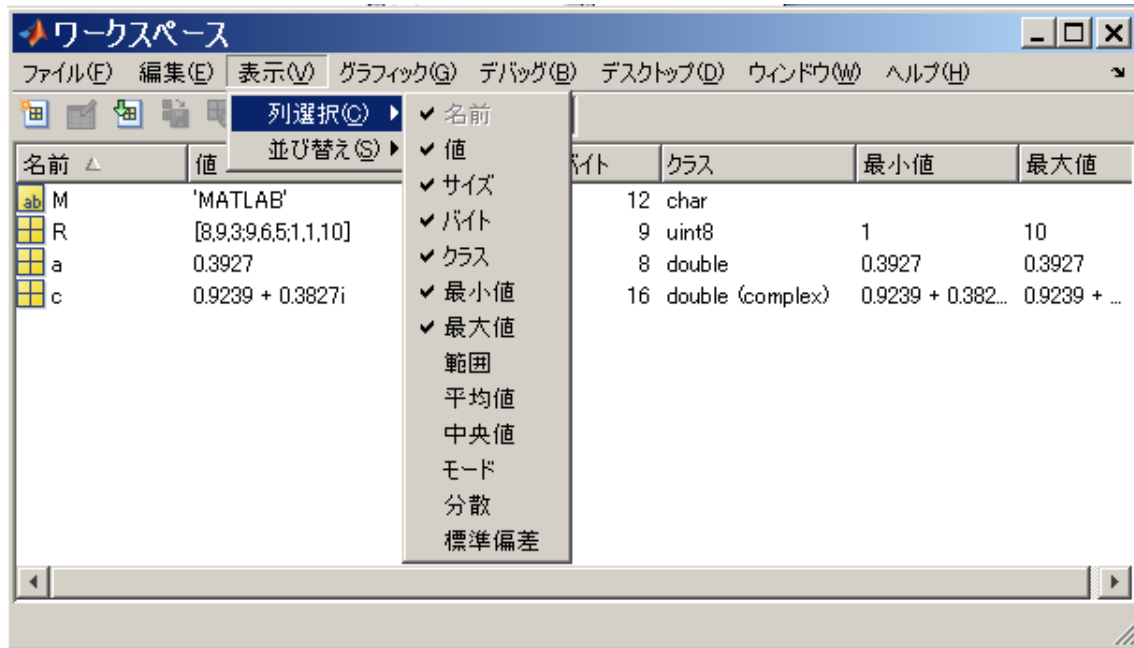 ワークスペース
ファイル(F) 編集(E) 表示(V) グラフィック(G) デバッグ(B) デスクトップ(D) ウィンドウ(W) ヘルプ(H)
列選択(C)
並び替え(S)
名前
値
サイズ
バイト
クラス
最小値
最大値
範囲
平均値
中央値
モード
分散
標準偏差
名前 値 バイト クラス 最小値 最大値
ab M 'MATLAB' 12 char
R [8,9,3;9,6,5;1,1,10] 9 uint8 1 10
a 0.3927 8 double 0.3927 0.3927
c 0.9239 + 0.3827i 16 double (complex) 0.9239 + 0.382... 0.9239 + ...